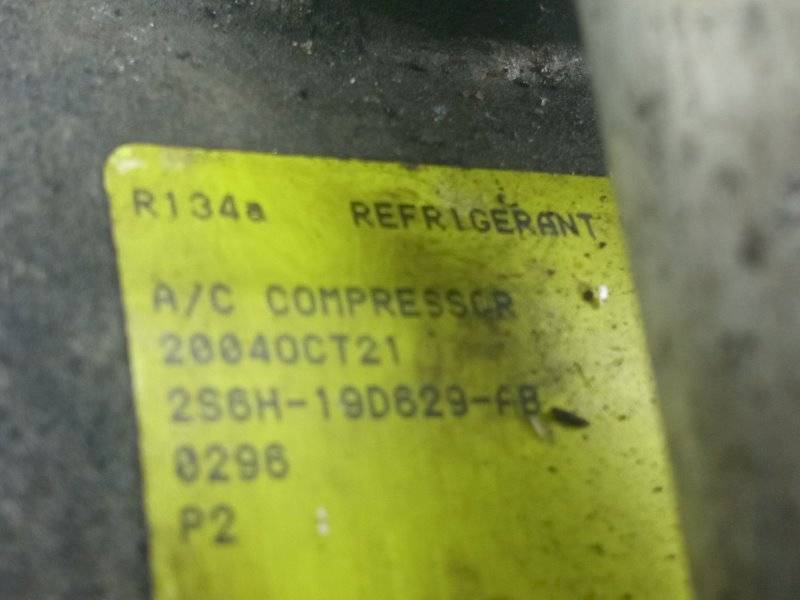 R134a REFRIGERANT
A/C COMPRESSOR
2004OCT21
2S6H-19D629-AB
0296
P2